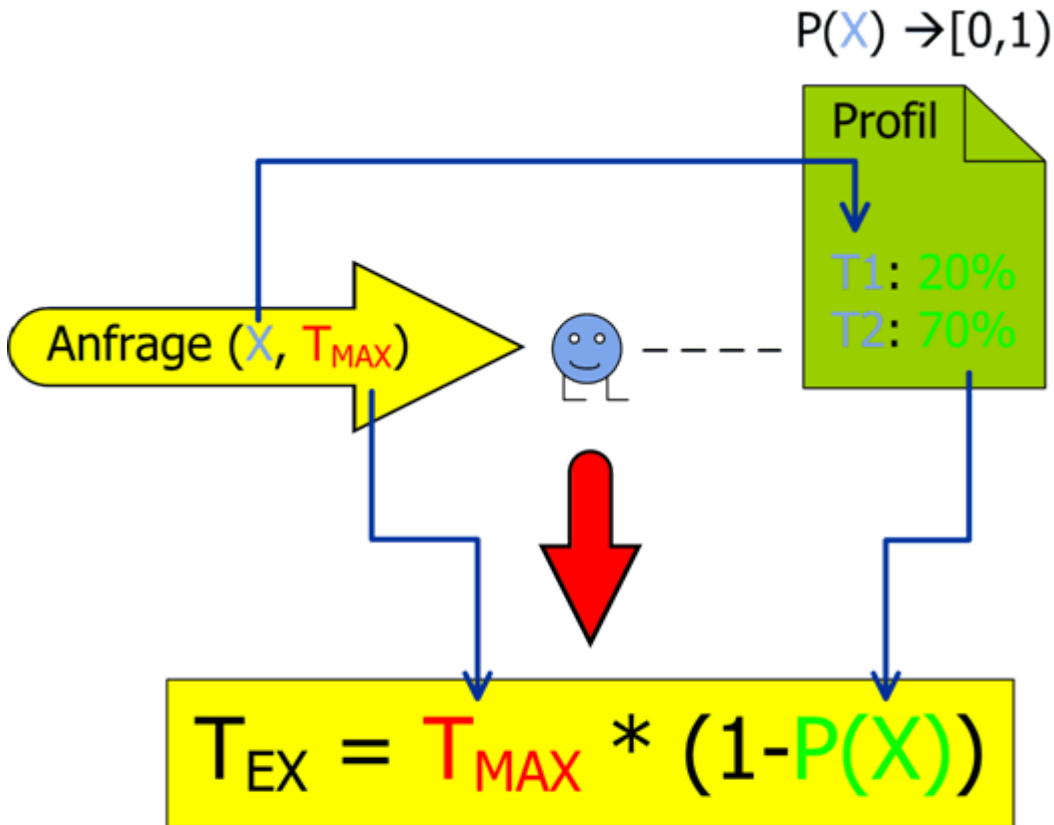 P(X) →[0,1)
Profil
T1: 20%
T2: 70%
Anfrage (X, TMAX)
TEX = TMAX * (1-P(X))